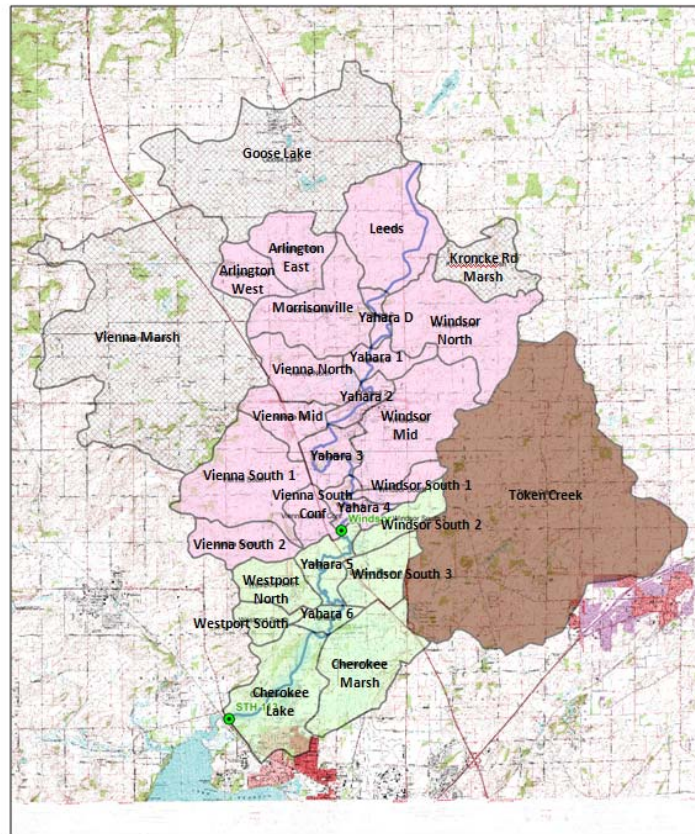 Goose Lake
Leeds
Arlington
East
Kroncke Rd
Marsh
Arlington
West
Morrisonville
Vienna Marsh
Yahara D
Windsor
North
Yahara 1
Vienna North
Yahara 2
Vienna Mid
Windsor
Mid
Yahara 3
Vienna South 1
Windsor South 1
Vienna South
Conf
Token Creek
Yahara 4
Windsor
Windsor South 2
Vienna South 2
Yahara 5
Windsor South 3
Westport
North
Yahara 6
Westport South
Cherokee
Marsh
Cherokee
Lake